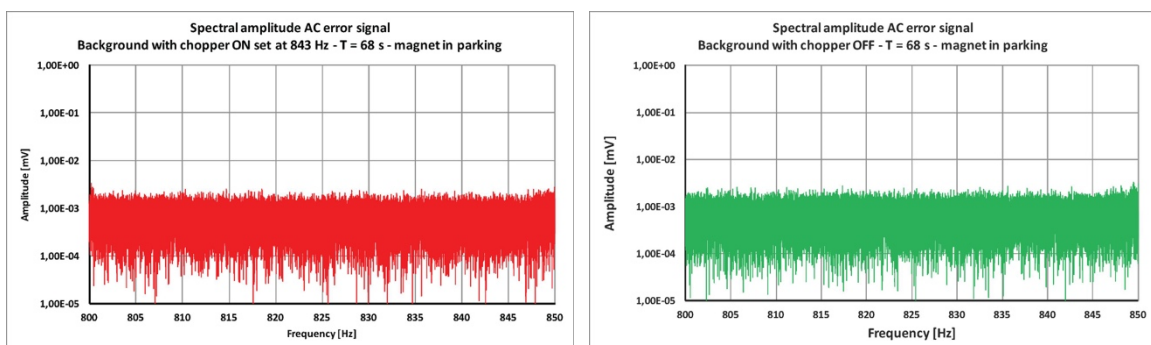 Spectral amplitude AC error signal
Background with chopper ON set at 843 Hz - T = 68 s - magnet in parking
1,00E+00
1,00E-01
1,00E-02
1,00E-03
1,00E-04
1,00E-05
Amplitude [mV]
800 805 810 815 820 825 830 835 840 845 850
Frequency [Hz]
Spectral amplitude AC error signal
Background with chopper OFF - T = 68 s - magnet in parking
1,00E+00
1,00E-01
1,00E-02
1,00E-03
1,00E-04
1,00E-05
Amplitude [mV]
800 805 810 815 820 825 830 835 840 845 850
Frequency [Hz]